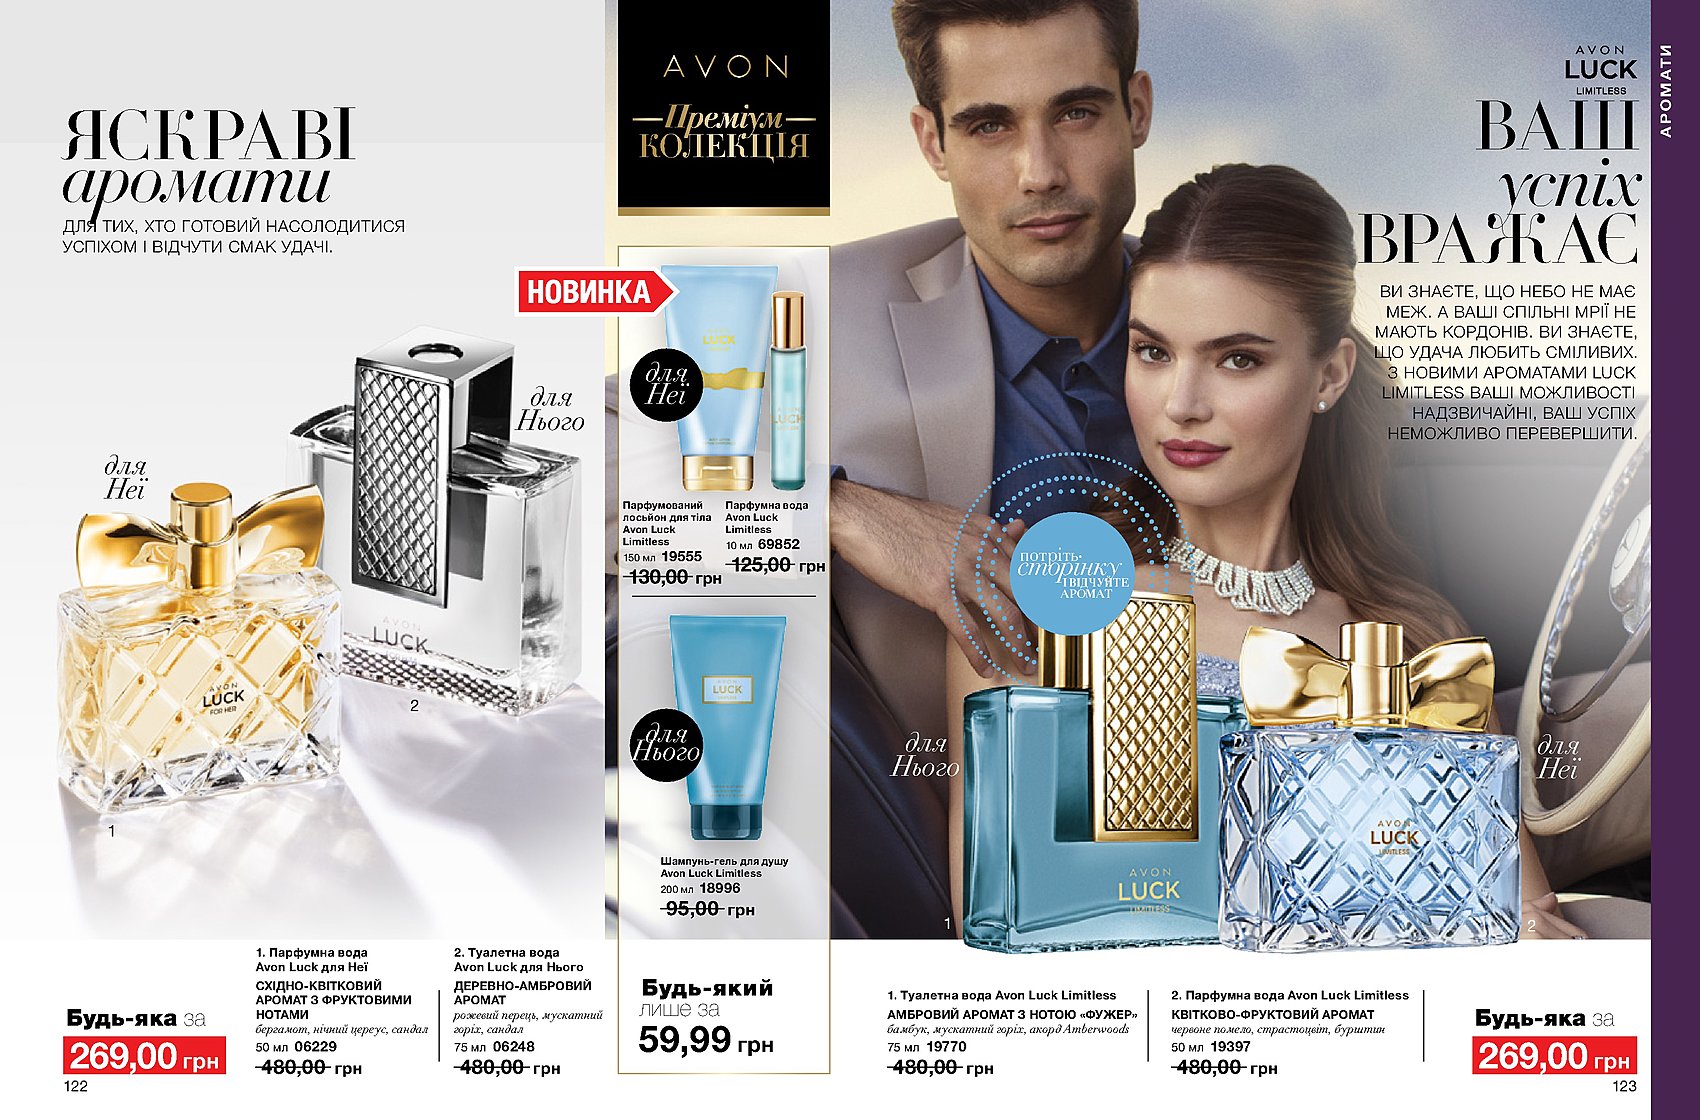 ЯСКРАВІ
аромати
ДЛЯ ТИХ, ХТО ГОТОВИЙ НАСОЛОДИТИСЯ
УСПІХОМ І ВІДЧУТИ СМАК УДАЧІ.
для
Неї
для
Нього
AVON
LUCK
FOR HER
AVON
LUCK
1
2
1. Парфумна вода
Avon Luck для Неї
СХІДНО-КВІТКОВИЙ
АРОМАТ З ФРУКТОВИМИ
НОТАМИ
бергамот, нічний цереус, сандал
50 мл 06229
480,00 грн
2. Туалетна вода
Avon Luck для Нього
ДЕРЕВНО-АМБРОВИЙ
АРОМАТ
рожевий перець, мускатний
горіх, сандал
75 мл 06248
480,00 грн
Будь-яка за
269,00 грн
122
AVON
Преміум
КОЛЕКЦІЯ
НОВИНКА
для
Неї
LUCK
AVON
LUCK
Парфумований
лосьйон для тіла
Avon Luck
Limitless
150 мл 19555
130,00 грн
Парфумна вода
Avon Luck
Limitless
10 мл 69852
125,00 грн
для
Нього
AVON
LUCK
Шампунь-гель для душу
Avon Luck Limitless
200 мл 18996
95,00 грн
Будь-який
лише за
59,99 грн
AVON
LUCK
LIMITLESS
ВАШ
успіх
ВРАЖАЄ
ВИ ЗНАЄТЕ, ЩО НЕБО НЕ МАЄ
МЕЖ. А ВАШІ СПІЛЬНІ МРІЇ НЕ
МАЮТЬ КОРДОНІВ. ВИ ЗНАЄТЕ,
ЩО УДАЧА ЛЮБИТЬ СМІЛИВИХ.
З НОВИМИ АРОМАТАМИ LUCK
LIMITLESS ВАШІ МОЖЛИВОСТІ
НАДЗВИЧАЙНІ, ВАШ УСПІХ
НЕМОЖЛИВО ПЕРЕВЕРШИТИ.
АРОМАТИ
ПОТРІТЬ
сторінку
І ВІДЧУЙТЕ
АРОМАТ
для
Нього
для
Неї
AVON
LUCK
LIMITLESS
AVON
LUCK
LIMITLESS
1
2
1. Туалетна вода Avon Luck Limitless
АМБРОВИЙ АРОМАТ З НОТОЮ «ФУЖЕР»
бамбук, мускатний горіх, акорд Amberwoods
75 мл 19770
480,00 грн
2. Парфумна вода Avon Luck Limitless
КВІТКОВО-ФРУКТОВИЙ АРОМАТ
червоне помело, страстоцвіт, бурштин
50 мл 19397
480,00 грн
Будь-яка за
269,00 грн
123